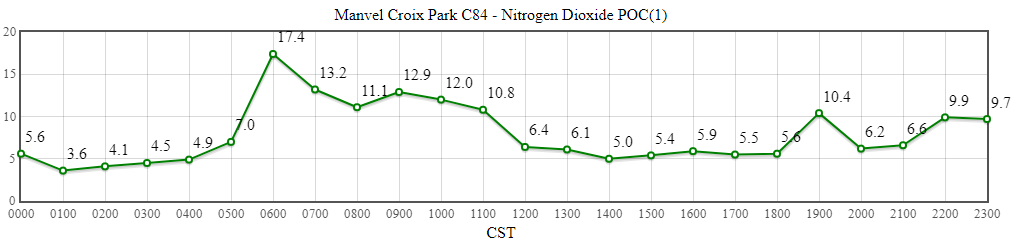 Manvel Croix Park C84 - Nitrogen Dioxide POC(1)
20
15
10
5
0
5.6 3.6 4.1 4.5 4.9 7.0 17.4 13.2 11.1 12.9 12.0 10.8 6.4 6.1 5.0 5.4 5.9 5.5 5.6 10.4 6.2 6.6 9.9 9.7
0000 0100 0200 0300 0400 0500 0600 0700 0800 0900 1000 1100 1200 1300 1400 1500 1600 1700 1800 1900 2000 2100 2200 2300
CST